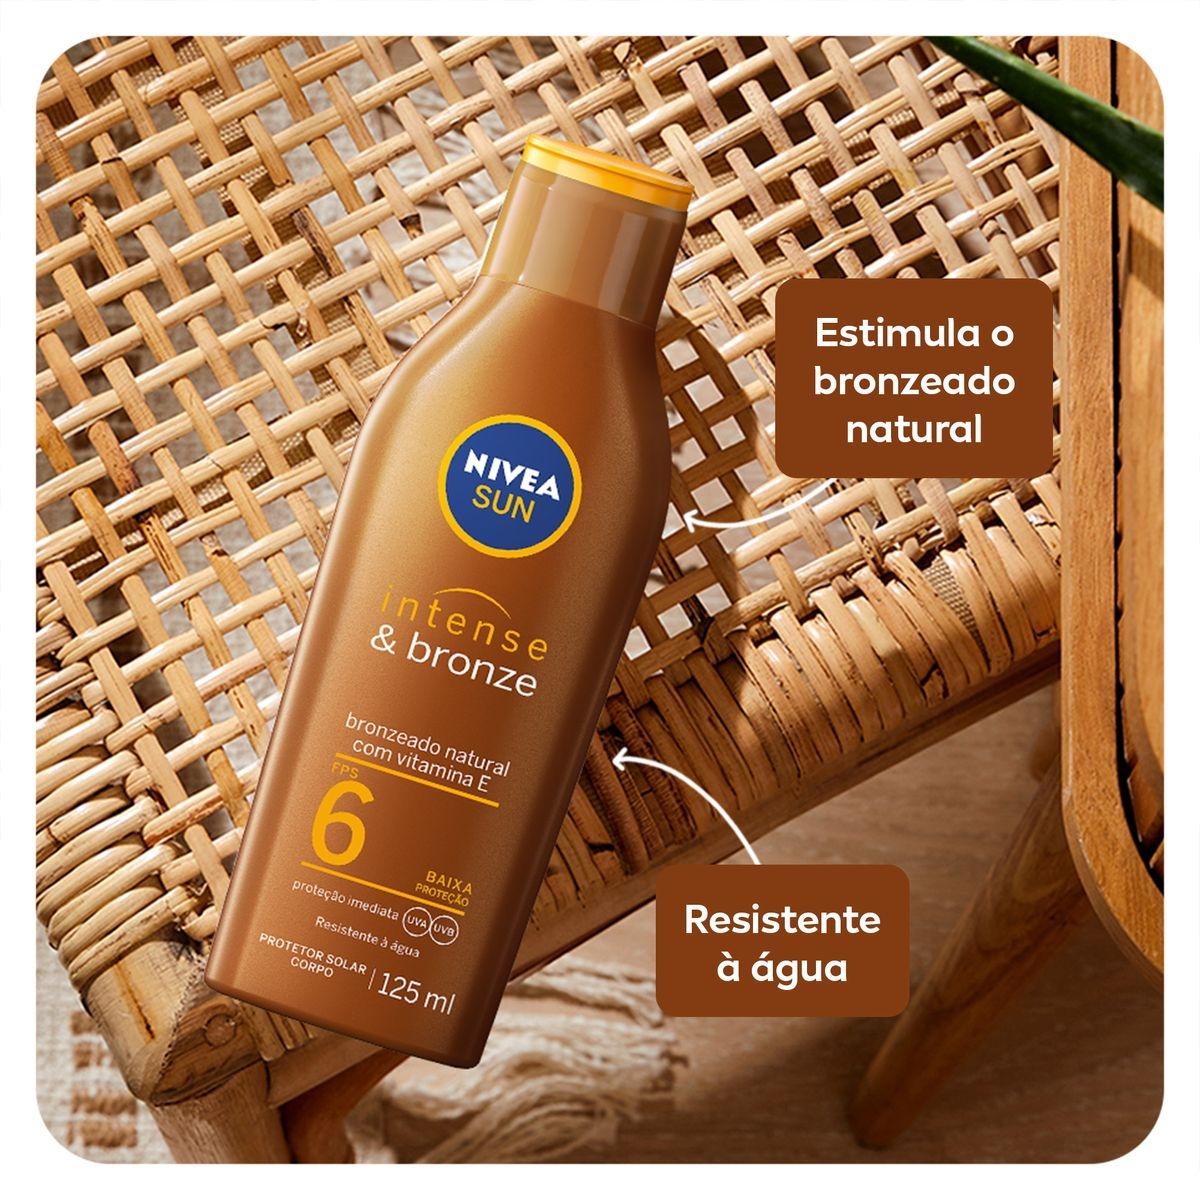 Estimula o
bronzeado
natural
NIVEA
SUN
intense
& bronze
bronzeado natural
com vitamina E
FPS
6
BAIXA
PROTEÇÃO
proteção imediata UVA UVB
Resistente à água
PROTETOR SOLAR
CORPO
125 ml
Resistente
à água